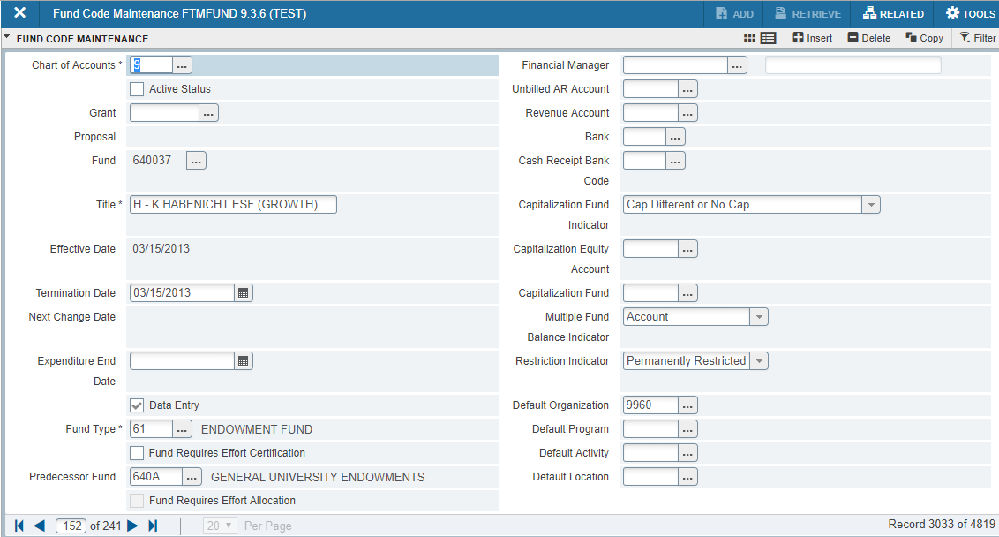 Fund Code Maintenance FTMFUND 9.3.6 (TEST)
ADD
RETRIEVE
RELATED
TOOLS
FUND CODE MAINTENANCE
Insert
Delete
Copy
Filter
Chart of Accounts * 9 ...
Active Status
Grant ...
Proposal
Fund 640037 ...
Title * H - K HABENICHT ESF (GROWTH)
Effective Date 03/15/2013
Termination Date 03/15/2013
Next Change Date
Expenditure End
Date
Data Entry
Fund Type * 61 ... ENDOWMENT FUND
Fund Requires Effort Certification
Predecessor Fund 640A ... GENERAL UNIVERSITY ENDOWMENTS
Fund Requires Effort Allocation
Financial Manager ...
Unbilled AR Account ...
Revenue Account ...
Bank ...
Cash Receipt Bank ...
Code
Capitalization Fund Cap Different or No Cap
Indicator
Capitalization Equity ...
Account
Capitalization Fund ...
Multiple Fund Account
Balance Indicator
Restriction Indicator Permanently Restricted
Default Organization 9960 ...
Default Program ...
Default Activity ...
Default Location ...
152 of 241
20 Per Page
Record 3033 of 4819